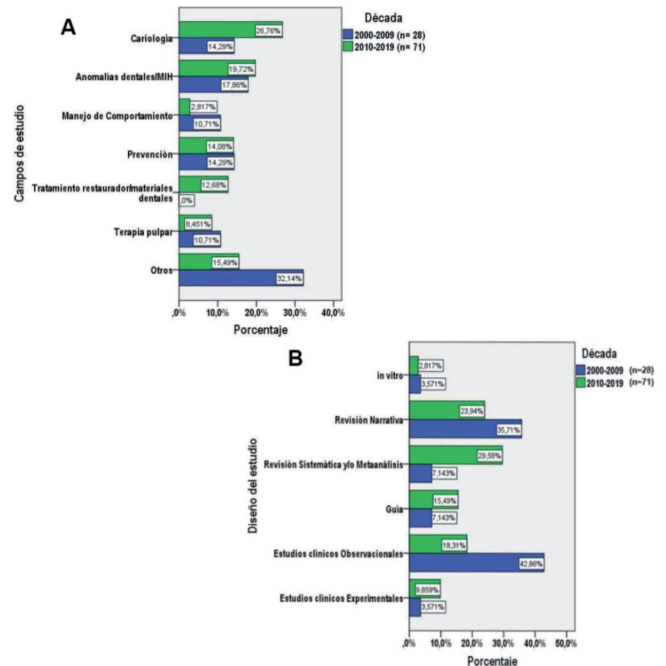 A
Década
2000-2009 (n= 28)
2010-2019 (n= 71)
Campos de estudio
Cariología
26,76%
14,29%
Anomalías dentales/MIH
19,72%
17,86%
Manejo de Comportamiento
2,817%
10,71%
Prevención
14,08%
14,29%
Tratamiento restaurador/materiales
dentales
12,68%
,0%
Terapia pulpar
8,451%
10,71%
Otros
15,49%
32,14%
,0% 10,0% 20,0% 30,0% 40,0%
Porcentaje
B
Década
2000-2009 (n=28)
2010-2019 (n=71)
Diseño del estudio
in vitro
2,817%
3,571%
Revisión Narrativa
23,94%
35,71%
Revisión Sistemática y/o Metaanálisis
29,58%
7,143%
Guía
15,49%
7,143%
Estudios clínicos Observacionales
18,31%
42,86%
Estudios clínicos Experimentales
9,859%
3,571%
,0% 10,0% 20,0% 30,0% 40,0% 50,0%
Porcentaje